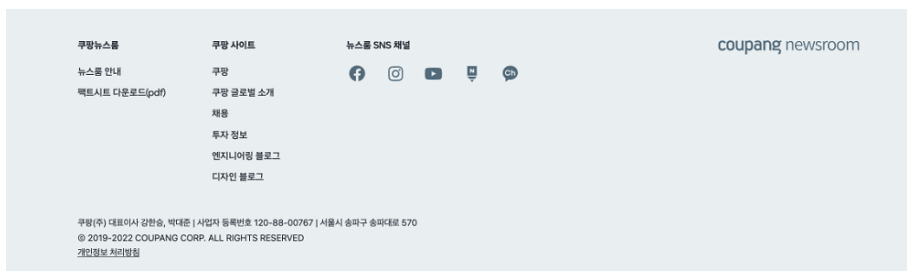 쿠팡뉴스룸
뉴스룸 안내
팩트시트 다운로드(pdf)
쿠팡 사이트
쿠팡
쿠팡 글로벌 소개
채용
투자 정보
엔지니어링 블로그
디자인 블로그
뉴스룸 SNS 채널
N
Ch
coupang newsroom
쿠팡(주) 대표이사 강한승, 박대준 | 사업자 등록번호 120-88-00767 | 서울시 송파구 송파대로 570
© 2019-2022 COUPANG CORP. ALL RIGHTS RESERVED
개인정보 처리방침